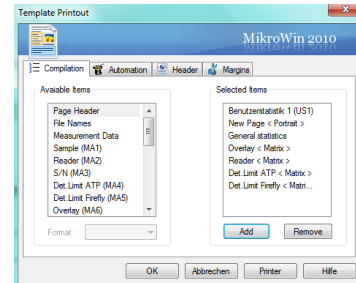 Template Printout
MikroWin 2010
Compilation Automation Header Margins
Available Items
Page Header
File Names
Measurement Data
Sample (MA1)
Reader (MA2)
S/N (MA3)
Det.Limit ATP (MA4)
Det.Limit Firefly (MA5)
Overlay (MA6)
Format :
Selected Items
Benutzerstatistik 1 (US1)
New Page < Portrait >
General statistics
Overlay < Matrix >
Reader < Matrix >
Det.Limit ATP < Matrix >
Det.Limit Firefly < Matri...
Add Remove
OK Abbrechen Printer Hilfe